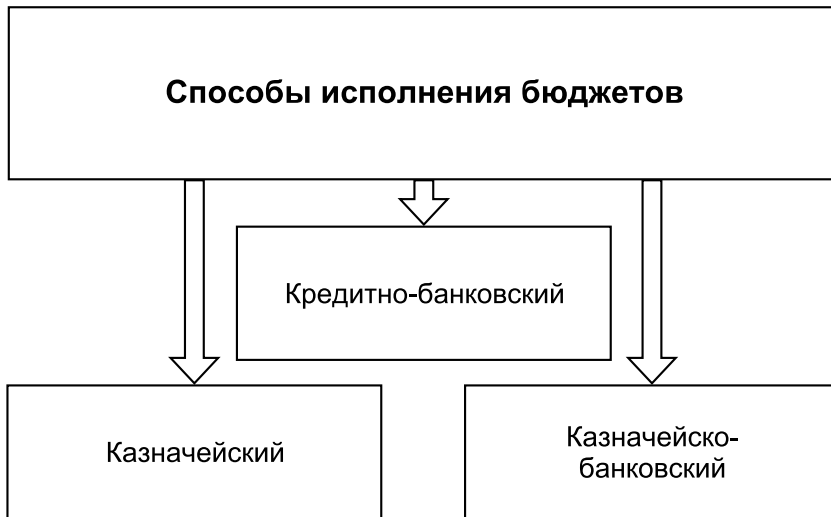 Способы исполнения бюджетов
Кредитно-банковский
Казначейский
Казначейско-
банковский